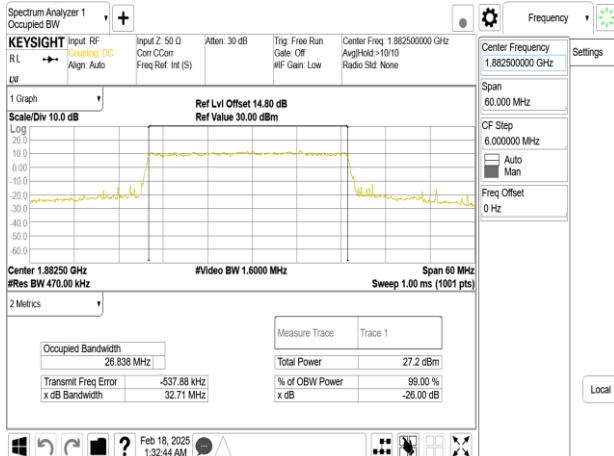 Spectrum Analyzer 1
Occupied BW
Frequency
KEYSIGHT
Input: RF
Coupling: DC
Align: Auto
Input Z: 50 Ω
Corr CCorr
Freq Ref: Int (S)
Atten: 30 dB
Trig: Free Run
Gate: Off
#IF Gain: Low
Center Freq: 1.882500000 GHz
Avg|Hold:>10/10
Radio Std: None
RL
LXI
Center Frequency
1.882500000 GHz
Settings
Span
60.000 MHz
CF Step
6.000000 MHz
Auto
Man
Freq Offset
0 Hz
Local
1 Graph
Scale/Div 10.0 dB
Ref Lvl Offset 14.80 dB
Ref Value 30.00 dBm
Log
20.0
10.0
0.00
-10.0
-20.0
-30.0
-40.0
-50.0
-60.0
Center 1.88250 GHz
#Video BW 1.6000 MHz
Span 60 MHz
#Res BW 470.00 kHz
Sweep 1.00 ms (1001 pts)
2 Metrics
Measure Trace
Trace 1
Occupied Bandwidth
26.838 MHz
Total Power
27.2 dBm
Transmit Freq Error
-537.88 kHz
% of OBW Power
99.00 %
x dB Bandwidth
32.71 MHz
x dB
-26.00 dB
?
Feb 18, 2025
1:32:44 AM